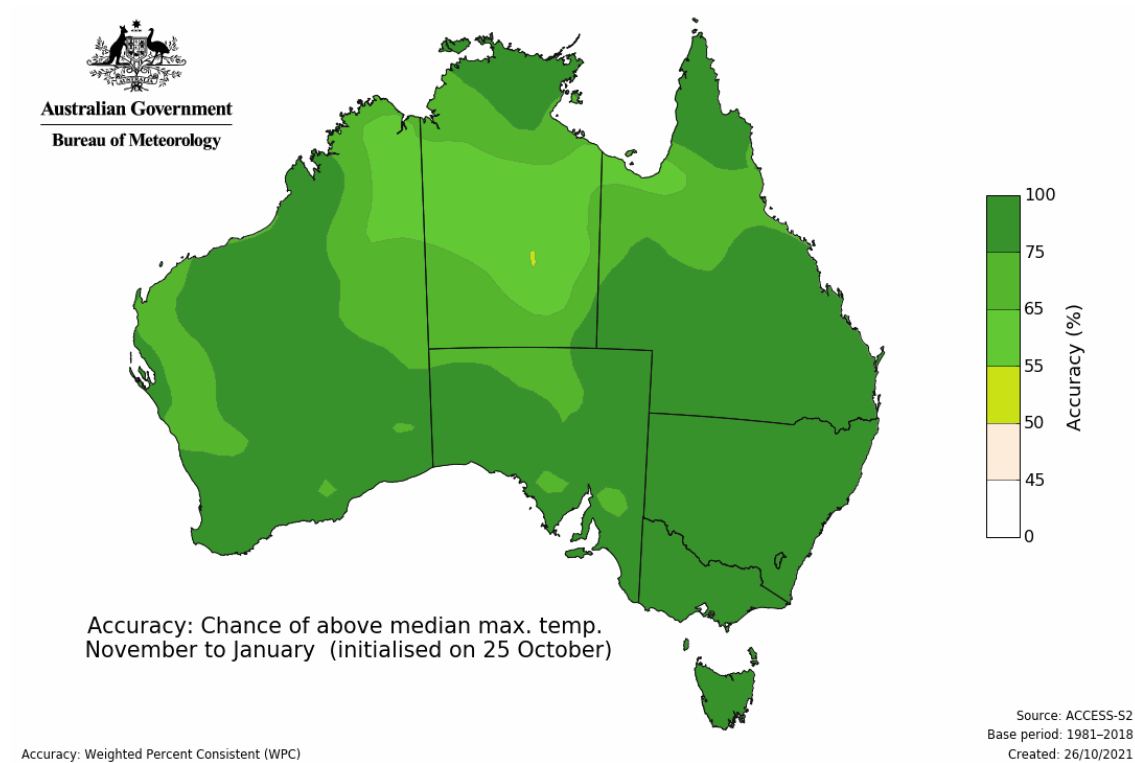 AUSTRALIA
Australian Government
Bureau of Meteorology
100
75
65
55
50
45
0
Accuracy (%)
Accuracy: Chance of above median max. temp.
November to January  (initialised on 25 October)
Source: ACCESS-S2
Base period: 1981–2018
Accuracy: Weighted Percent Consistent (WPC)
Created: 26/10/2021